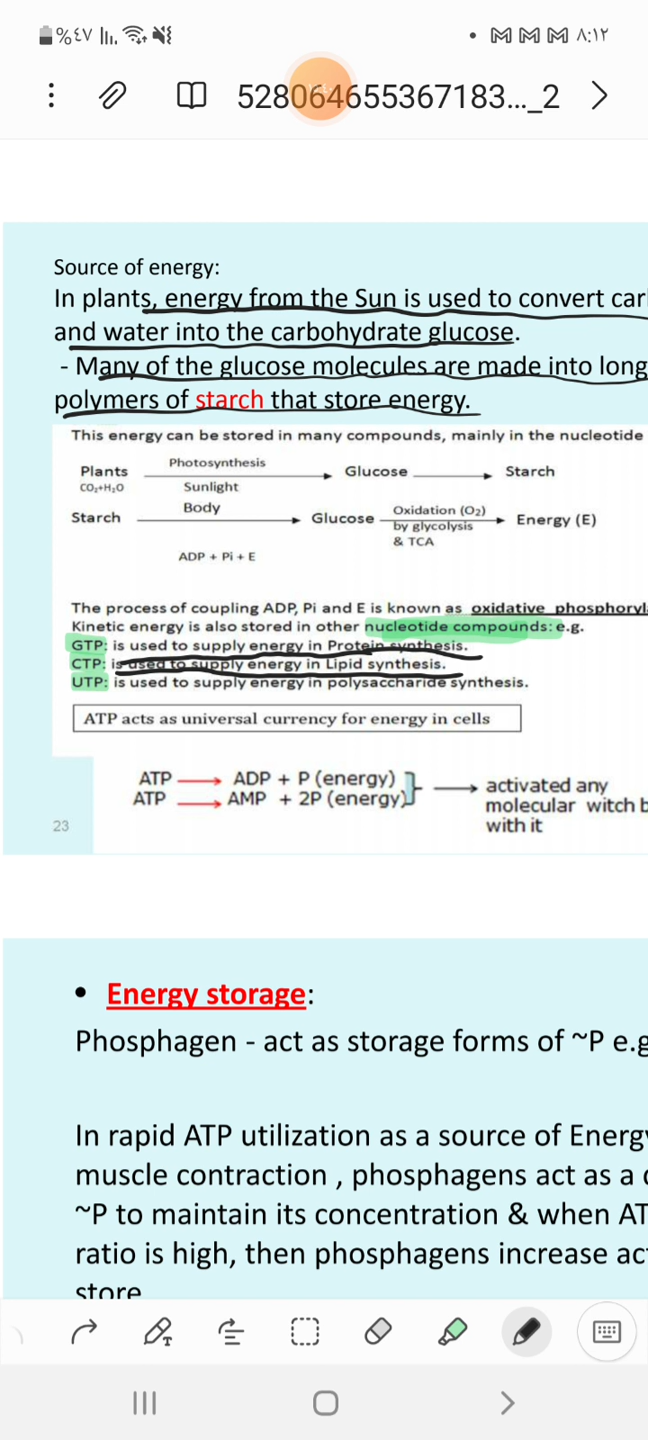 %٤٧ ٨:١٢
528064655367183..._2
Source of energy:
In plants, energy from the Sun is used to convert car
and water into the carbohydrate glucose.
- Many of the glucose molecules are made into long
polymers of starch that store energy.
This energy can be stored in many compounds, mainly in the nucleotide
Plants Photosynthesis Glucose Starch
CO₂+H₂O Sunlight
Starch Body Glucose Oxidation (O₂) Energy (E)
by glycolysis
& TCA
ADP + Pi + E
The process of coupling ADP, Pi and E is known as oxidative phosphoryl
Kinetic energy is also stored in other nucleotide compounds: e.g.
GTP: is used to supply energy in Protein synthesis.
CTP: is used to supply energy in Lipid synthesis.
UTP: is used to supply energy in polysaccharide synthesis.
ATP acts as universal currency for energy in cells
ATP ADP + P (energy)
ATP AMP + 2P (energy)
activated any
molecular witch b
with it
23
• Energy storage:
Phosphagen - act as storage forms of ~P e.g
In rapid ATP utilization as a source of Energy
muscle contraction , phosphagens act as a
~P to maintain its concentration & when AT
ratio is high, then phosphagens increase ac
store